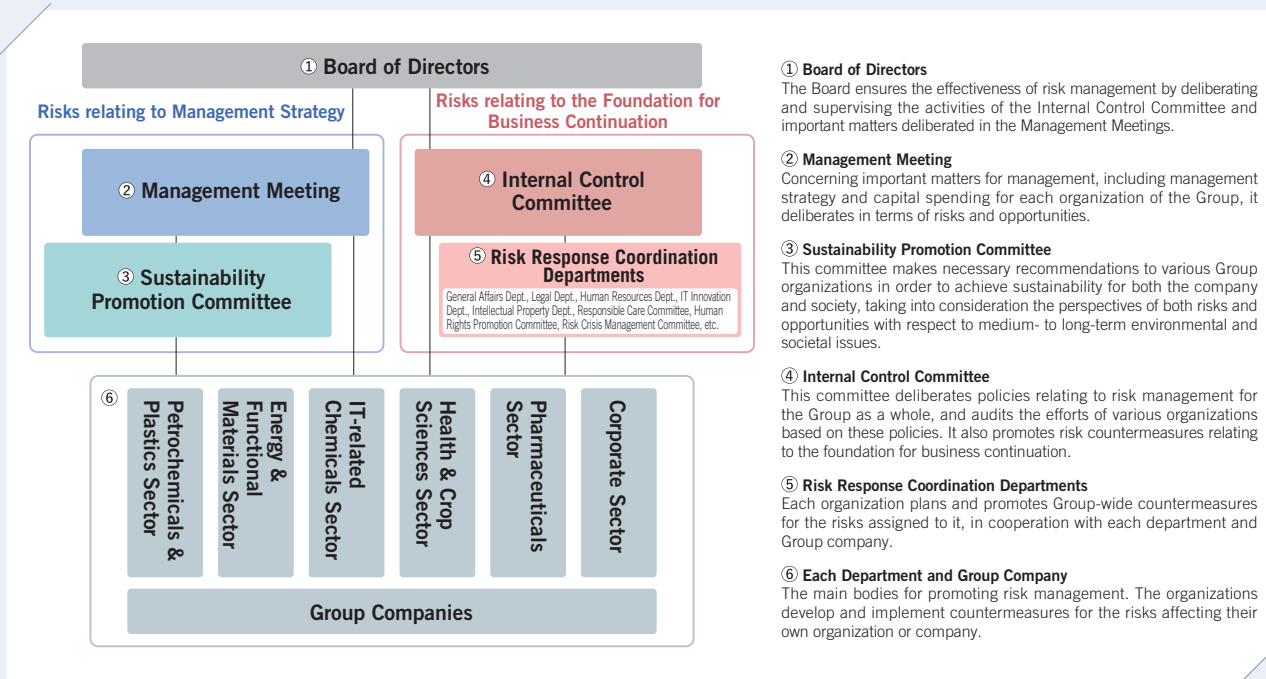 ① Board of Directors
Risks relating to Management Strategy
Risks relating to the Foundation for
Business Continuation
② Management Meeting
④ Internal Control
Committee
③ Sustainability
Promotion Committee
⑤ Risk Response Coordination
Departments
General Affairs Dept., Legal Dept., Human Resources Dept., IT Innovation
Dept., Intellectual Property Dept., Responsible Care Committee, Human
Rights Promotion Committee, Risk Crisis Management Committee, etc.
⑥
Petrochemicals &
Plastics Sector
Energy &
Functional
Materials Sector
IT-related
Chemicals Sector
Health & Crop
Sciences Sector
Pharmaceuticals
Sector
Corporate Sector
Group Companies
① Board of Directors
The Board ensures the effectiveness of risk management by deliberating
and supervising the activities of the Internal Control Committee and
important matters deliberated in the Management Meetings.
② Management Meeting
Concerning important matters for management, including management
strategy and capital spending for each organization of the Group, it
deliberates in terms of risks and opportunities.
③ Sustainability Promotion Committee
This committee makes necessary recommendations to various Group
organizations in order to achieve sustainability for both the company
and society, taking into consideration the perspectives of both risks and
opportunities with respect to medium- to long-term environmental and
societal issues.
④ Internal Control Committee
This committee deliberates policies relating to risk management for
the Group as a whole, and audits the efforts of various organizations
based on these policies. It also promotes risk countermeasures relating
to the foundation for business continuation.
⑤ Risk Response Coordination Departments
Each organization plans and promotes Group-wide countermeasures
for the risks assigned to it, in cooperation with each department and
Group company.
⑥ Each Department and Group Company
The main bodies for promoting risk management. The organizations
develop and implement countermeasures for the risks affecting their
own organization or company.